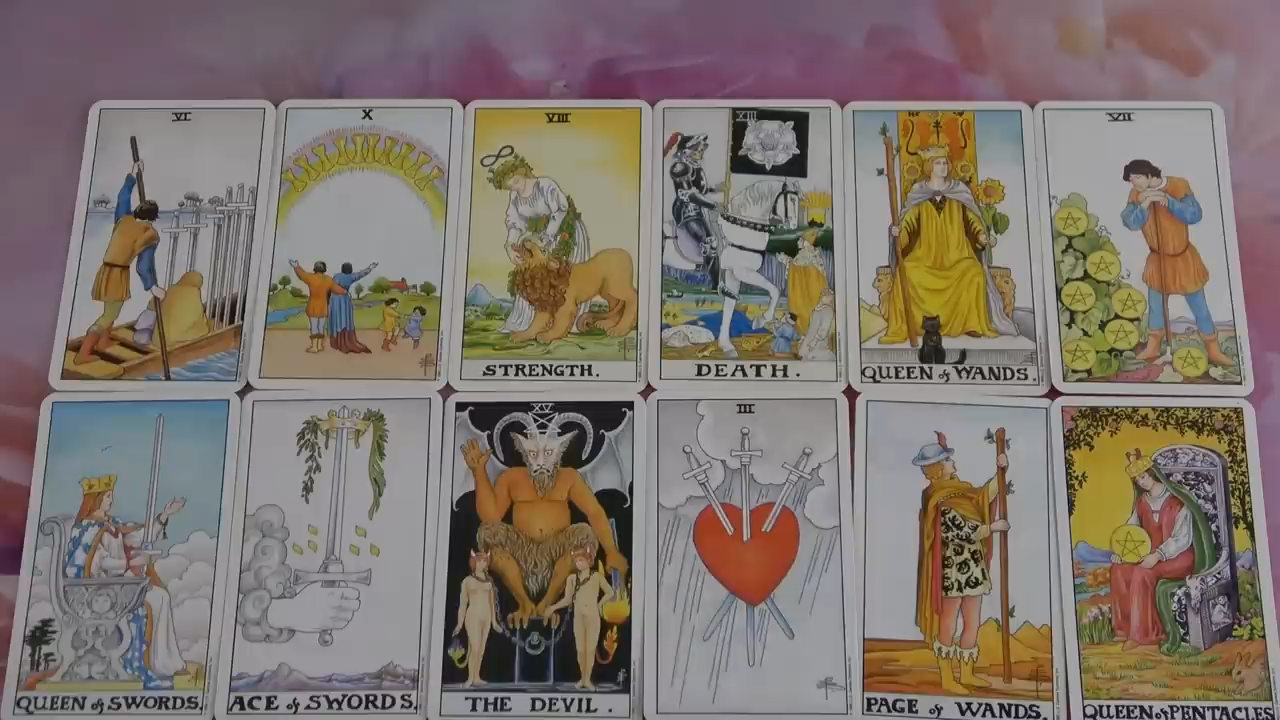 VI
X
VIII
XIII
VII
STRENGTH.
DEATH.
QUEEN of WANDS.
XV
III
QUEEN of SWORDS.
ACE of SWORDS.
THE DEVIL.
PAGE of WANDS.
QUEEN of PENTACLES